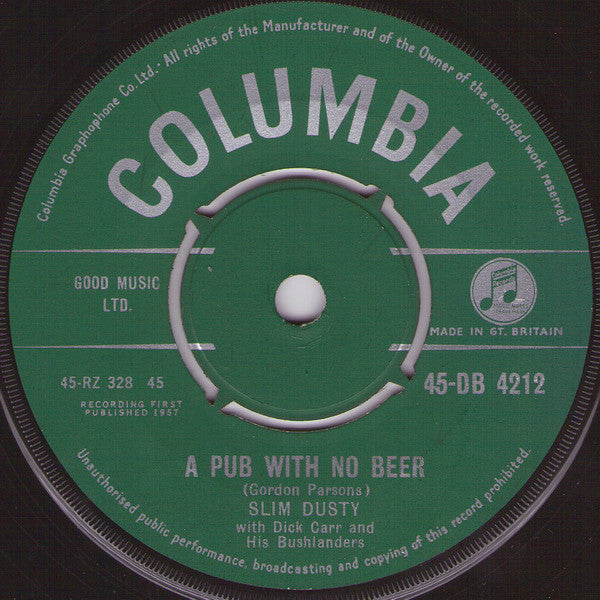 Columbia Graphophone Co. Ltd. All rights of the Manufacturer and of the Owner of the recorded work reserved.
COLUMBIA
GOOD MUSIC
LTD.
MADE IN GT. BRITAIN
45-RZ 328 45
45-DB 4212
RECORDING FIRST
PUBLISHED 1957
A PUB WITH NO BEER
(Gordon Parsons)
SLIM DUSTY
with Dick Carr and
His Bushlanders
Unauthorised public performance, broadcasting and copying of this record prohibited.